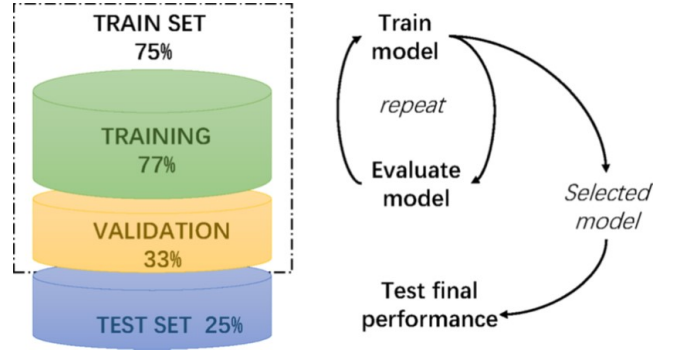 TRAIN SET
75%
TRAINING
77%
VALIDATION
33%
TEST SET 25%
Train
model
repeat
Evaluate
model
Selected
model
Test final
performance